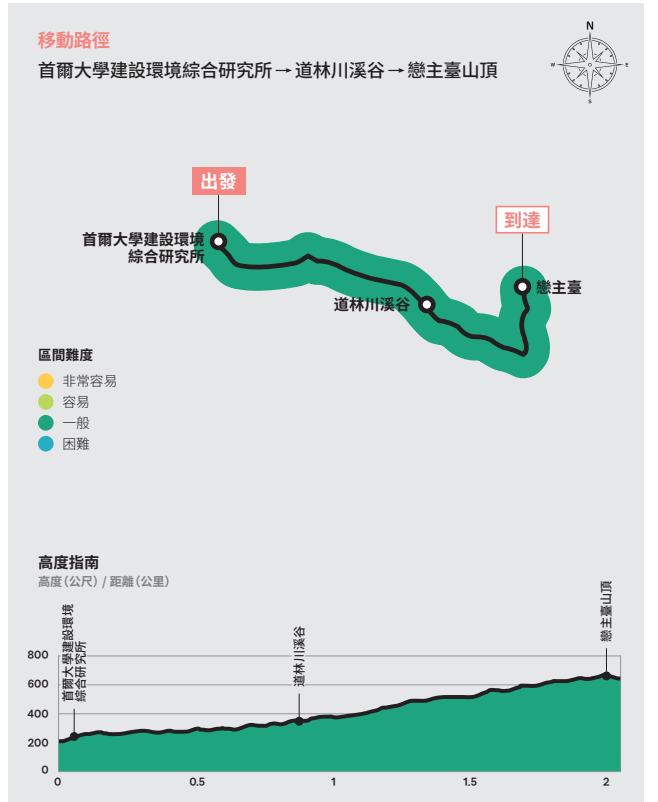 移動路徑
首爾大學建設環境綜合研究所→道林川溪谷→戀主臺山頂
N
W
E
S
出發
到達
首爾大學建設環境
綜合研究所
戀主臺
道林川溪谷
區間難度
非常容易
容易
一般
困難
高度指南
高度(公尺) / 距離(公里)
首爾大學建設環境
綜合研究所
道林川溪谷
戀主臺山頂
800
600
400
200
0
0
0.5
1
1.5
2